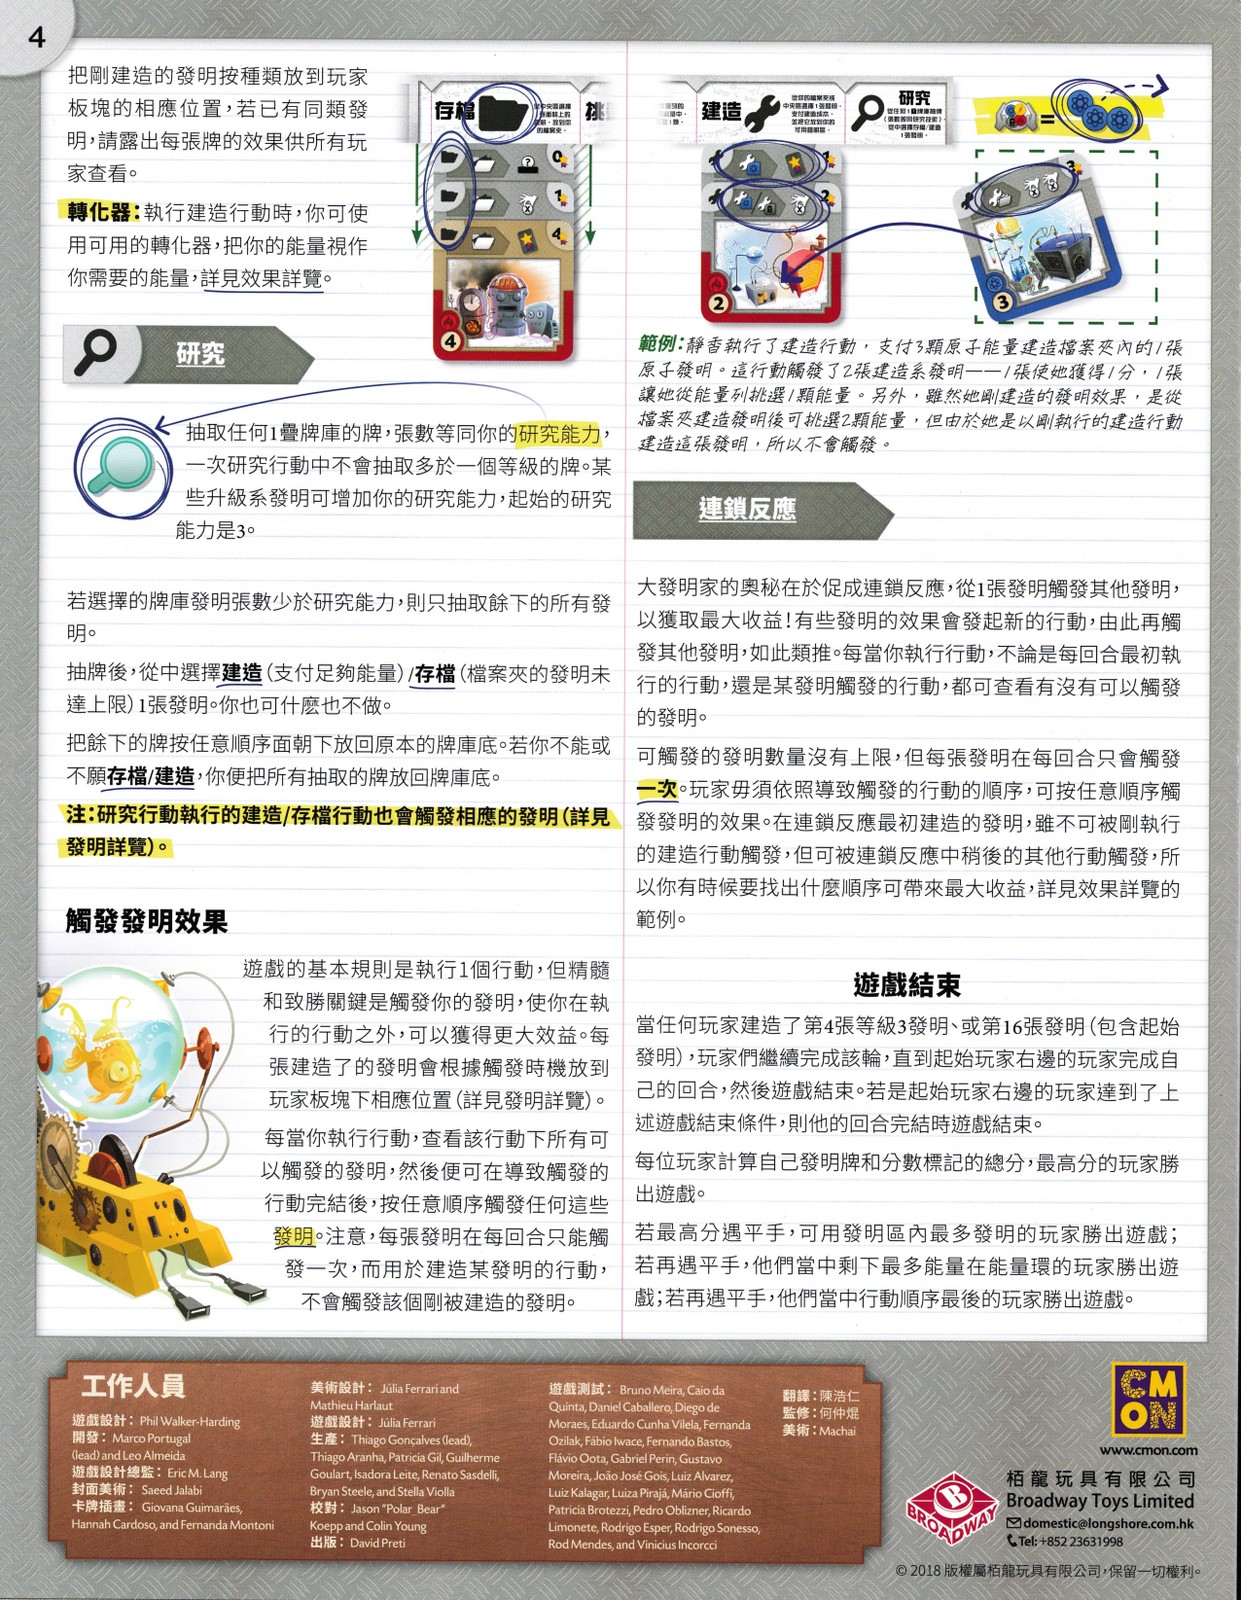 4
把剛建造的發明按種類放到玩家
板塊的相應位置，若已有同類發
明，請露出每張牌的效果供所有玩
家查看。
轉化器：執行建造行動時，你可使
用可用的轉化器，把你的能量視作
你需要的能量，詳見效果詳覽。
存檔
0
1
4
4
研究
抽取任何1疊牌庫的牌，張數等同你的研究能力，
一次研究行動中不會抽取多於一個等級的牌。某
些升級系發明可增加你的研究能力，起始的研究
能力是3。
若選擇的牌庫發明張數少於研究能力，則只抽取餘下的所有發
明。
抽牌後，從中選擇建造（支付足夠能量）/存檔（檔案夾的發明未
達上限）1張發明。你也可什麼也不做。
把餘下的牌按任意順序面朝下放回原本的牌庫底。若你不能或
不願存檔/建造，你便把所有抽取的牌放回牌庫底。
注：研究行動執行的建造/存檔行動也會觸發相應的發明（詳見
發明詳覽）。
觸發發明效果
遊戲的基本規則是執行1個行動，但精髓
和致勝關鍵是觸發你的發明，使你在執
行的行動之外，可以獲得更大效益。每
張建造了的發明會根據觸發時機放到
玩家板塊下相應位置（詳見發明詳覽）。
每當你執行行動，查看該行動下所有可
以觸發的發明，然後便可在導致觸發的
行動完結後，按任意順序觸發任何這些
發明。注意，每張發明在每回合只能觸
發一次，而用於建造某發明的行動，
不會觸發該個剛被建造的發明。
建造
研究
=
1
2
2
3
3
範例：靜香執行了建造行動，支付3顆原子能量建造檔案夾內的1張
原子發明。這行動觸發了2張建造系發明——1張使她獲得1分，1張
讓她從能量列挑選1顆能量。另外，雖然她剛建造的發明效果，是從
檔案夾建造發明後可挑選2顆能量，但由於她是以剛執行的建造行動
建造這張發明，所以不會觸發。
連鎖反應
大發明家的奧秘在於促成連鎖反應，從1張發明觸發其他發明，
以獲取最大收益！有些發明的效果會發起新的行動，由此再觸
發其他發明，如此類推。每當你執行行動，不論是每回合最初執
行的行動，還是某發明觸發的行動，都可查看有沒有可以觸發
的發明。
可觸發的發明數量沒有上限，但每張發明在每回合只會觸發
一次。玩家毋須依照導致觸發的行動的順序，可按任意順序觸
發發明的效果。在連鎖反應最初建造的發明，雖不可被剛執行
的建造行動觸發，但可被連鎖反應中稍後的其他行動觸發，所
以你有時候要找出什麼順序可帶來最大收益，詳見效果詳覽的
範例。
遊戲結束
當任何玩家建造了第4張等級3發明、或第16張發明（包含起始
發明），玩家們繼續完成該輪，直到起始玩家右邊的玩家完成自
己的回合，然後遊戲結束。若是起始玩家右邊的玩家達到了上
述遊戲結束條件，則他的回合完結時遊戲結束。
每位玩家計算自己發明牌和分數標記的總分，最高分的玩家勝
出遊戲。
若最高分遇平手，可用發明區內最多發明的玩家勝出遊戲；
若再遇平手，他們當中剩下最多能量在能量環的玩家勝出遊
戲；若再遇平手，他們當中行動順序最後的玩家勝出遊戲。
工作人員
遊戲設計： Phil Walker-Harding
開發： Marco Portugal
(lead) and Leo Almeida
遊戲設計總監： Eric M. Lang
封面美術： Saeed Jalabi
卡牌插畫： Giovana Guimarães,
Hannah Cardoso, and Fernanda Montoni
美術設計： Júlia Ferrari and
Mathieu Harlaut
遊戲設計： Júlia Ferrari
生產： Thiago Gonçalves (lead),
Thiago Aranha, Patricia Gil, Guilherme
Goulart, Isadora Leite, Renato Sasdelli,
Bryan Steele, and Stella Violla
校對： Jason "Polar_Bear"
Koepp and Colin Young
出版： David Preti
遊戲測試： Bruno Meira, Caio da
Quinta, Daniel Caballero, Diego de
Moraes, Eduardo Cunha Vilela, Fernanda
Ozilak, Fábio Iwace, Fernando Bastos,
Flávio Oota, Gabriel Perin, Gustavo
Moreira, João José Gois, Luiz Alvarez,
Luiz Kalagar, Luiza Pirajá, Mário Cioffi,
Patricia Brotezzi, Pedro Oblizner, Ricardo
Limonete, Rodrigo Esper, Rodrigo Sonesso,
Rod Mendes, and Vinicius Incorcci
翻譯：陳浩仁
監修：何仲焜
美術：Machai
CMON
www.cmon.com
BROADWAY
栢龍玩具有限公司
Broadway Toys Limited
domestic@longshore.com.hk
Tel: +852 23631998
© 2018 版權屬栢龍玩具有限公司，保留一切權利。